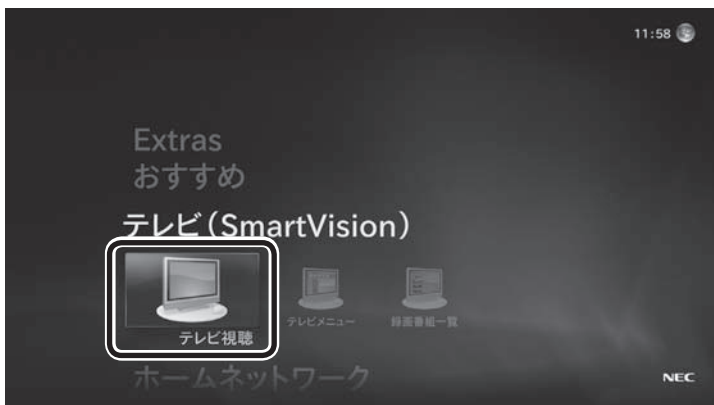 11:58
Extras
おすすめ
テレビ（SmartVision）
テレビ視聴
テレビメニュー
録画番組一覧
ホームネットワーク
NEC